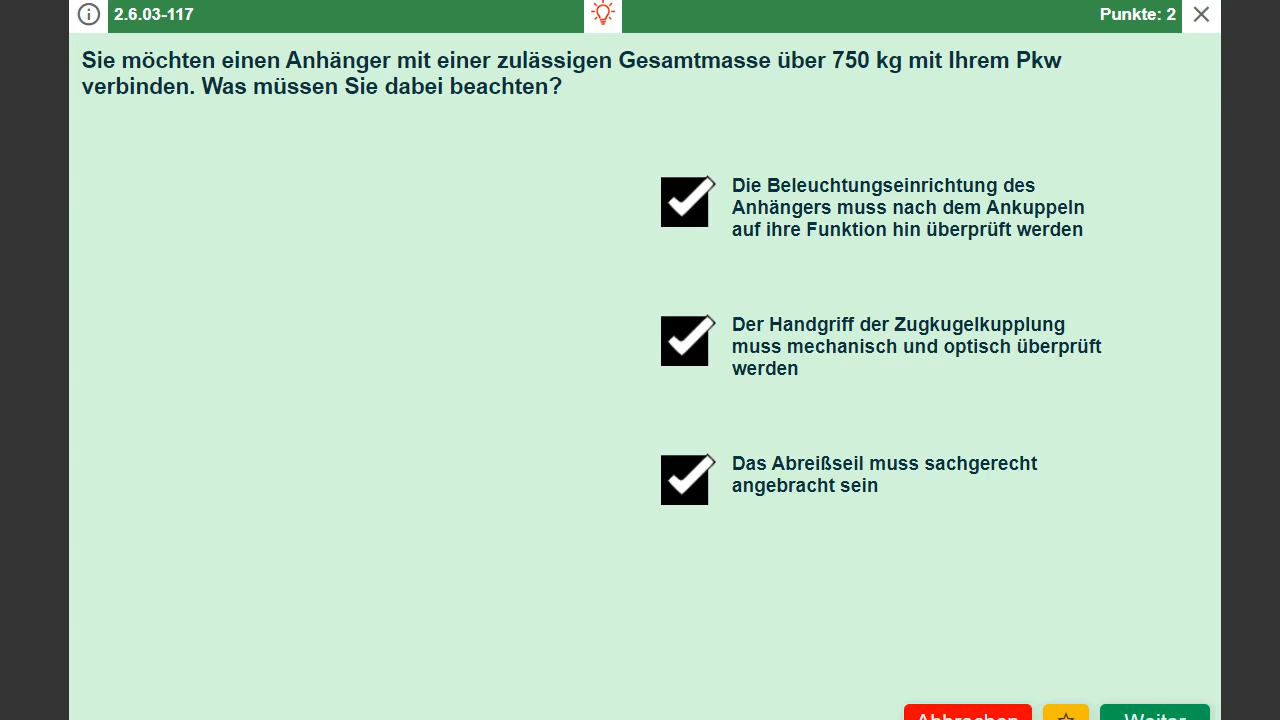 2.6.03-117
Punkte: 2
Sie möchten einen Anhänger mit einer zulässigen Gesamtmasse über 750 kg mit Ihrem Pkw
verbinden. Was müssen Sie dabei beachten?
Die Beleuchtungseinrichtung des
Anhängers muss nach dem Ankuppeln
auf ihre Funktion hin überprüft werden
Der Handgriff der Zugkugelkupplung
muss mechanisch und optisch überprüft
werden
Das Abreißseil muss sachgerecht
angebracht sein
Abbrechen
Weiter